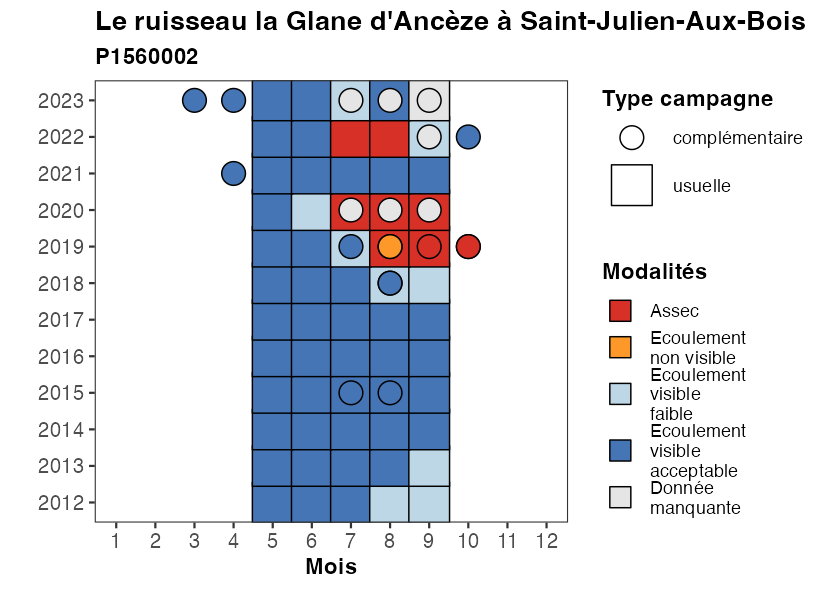 Le ruisseau la Glane d'Ancèze à Saint-Julien-Aux-Bois
P1560002
2023
2022
2021
2020
2019
2018
2017
2016
2015
2014
2013
2012
1 2 3 4 5 6 7 8 9 10 11 12
Mois
Type campagne
complémentaire
usuelle
Modalités
Assec
Ecoulement
non visible
Ecoulement
visible
faible
Ecoulement
visible
acceptable
Donnée
manquante